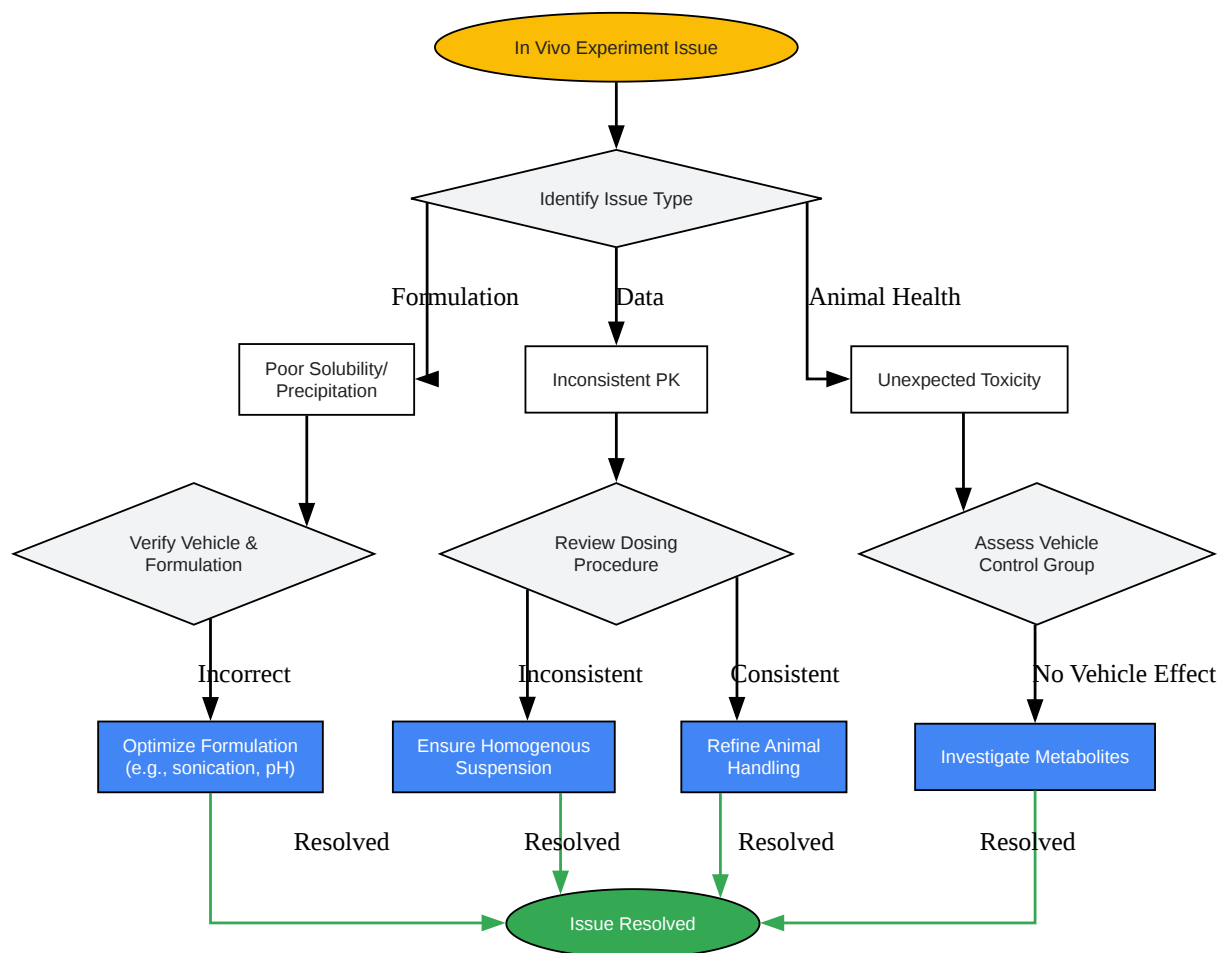 In Vivo Experiment Issue
Identify Issue Type
Formulation
Data
Animal Health
Poor Solubility/
Precipitation
Inconsistent PK
Unexpected Toxicity
Verify Vehicle &
Formulation
Review Dosing
Procedure
Assess Vehicle
Control Group
Incorrect
Inconsistent
Consistent
No Vehicle Effect
Optimize Formulation
(e.g., sonication, pH)
Ensure Homogenous
Suspension
Refine Animal
Handling
Investigate Metabolites
Resolved
Resolved
Resolved
Resolved
Issue Resolved